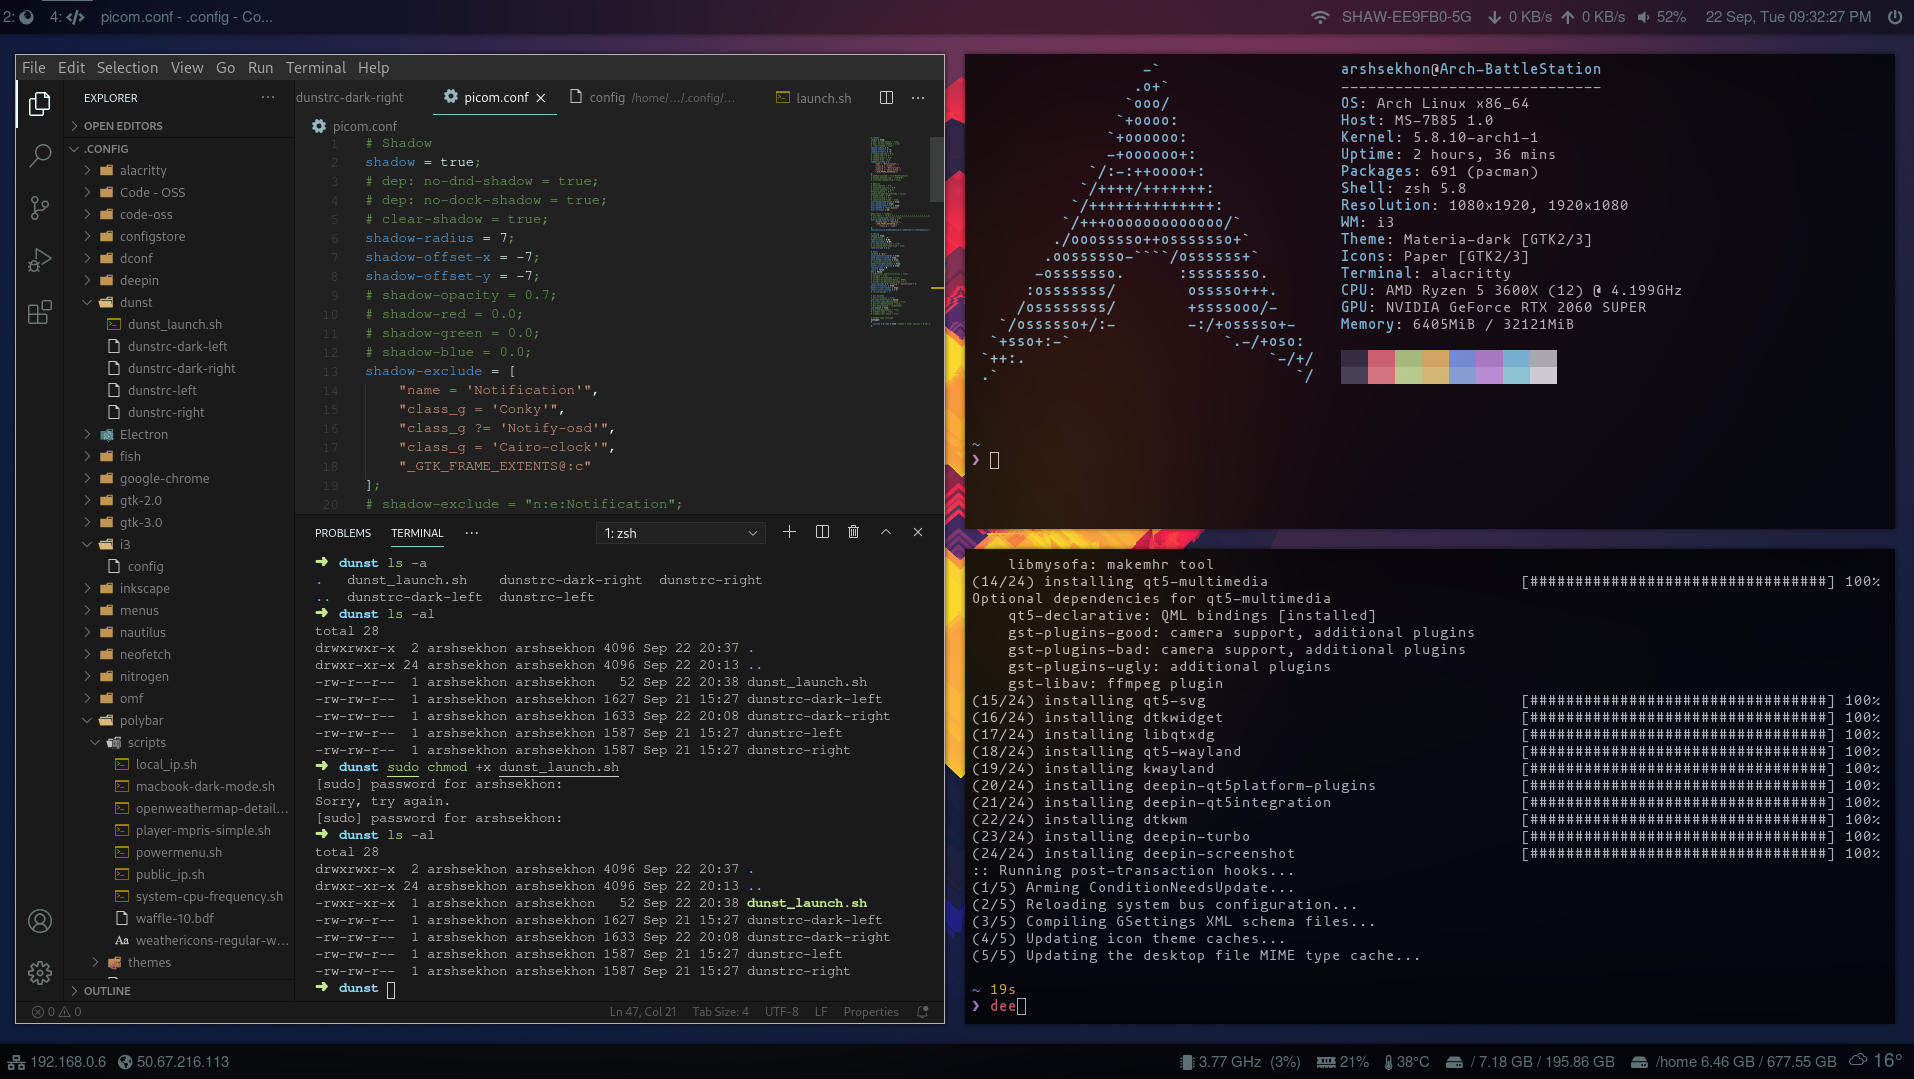 2: 4: picom.conf - .config - Co...
SHAW-EE9FB0-5G 0 KB/s 0 KB/s 52% 22 Sep, Tue 09:32:27 PM
File Edit Selection View Go Run Terminal Help
EXPLORER
OPEN EDITORS
.CONFIG
alacritty
Code - OSS
code-oss
configstore
dconf
deepin
dunst
dunst_launch.sh
dunstrc-dark-left
dunstrc-dark-right
dunstrc-left
dunstrc-right
Electron
fish
google-chrome
gtk-2.0
gtk-3.0
i3
config
inkscape
menus
nautilus
neofetch
nitrogen
omf
polybar
scripts
local_ip.sh
macbook-dark-mode.sh
openweathermap-detail...
player-mpris-simple.sh
powermenu.sh
public_ip.sh
system-cpu-frequency.sh
waffle-10.bdf
Aa weathericons-regular-w...
themes
OUTLINE
dunstrc-dark-right picom.conf config /home/.../.config/... launch.sh
picom.conf
1 # Shadow
2 shadow = true;
3 # dep: no-dnd-shadow = true;
4 # dep: no-dock-shadow = true;
5 # clear-shadow = true;
6 shadow-radius = 7;
7 shadow-offset-x = -7;
8 shadow-offset-y = -7;
9 # shadow-opacity = 0.7;
10 # shadow-red = 0.0;
11 # shadow-green = 0.0;
12 # shadow-blue = 0.0;
13 shadow-exclude = [
14 "name = 'Notification'",
15 "class_g = 'Conky'",
16 "class_g ?= 'Notify-osd'",
17 "class_g = 'Cairo-clock'",
18 "_GTK_FRAME_EXTENTS@:c"
19 ];
20 # shadow-exclude = "n:e:Notification";
PROBLEMS TERMINAL ... 1: zsh
➜ dunst ls -a
. dunst_launch.sh dunstrc-dark-right dunstrc-right
.. dunstrc-dark-left dunstrc-left
➜ dunst ls -al
total 28
drwxrwxr-x 2 arshsekhon arshsekhon 4096 Sep 22 20:37 .
drwxr-xr-x 24 arshsekhon arshsekhon 4096 Sep 22 20:13 ..
-rw-r--r-- 1 arshsekhon arshsekhon 52 Sep 22 20:38 dunst_launch.sh
-rw-rw-r-- 1 arshsekhon arshsekhon 1627 Sep 21 15:27 dunstrc-dark-left
-rw-rw-r-- 1 arshsekhon arshsekhon 1633 Sep 22 20:08 dunstrc-dark-right
-rw-rw-r-- 1 arshsekhon arshsekhon 1587 Sep 21 15:27 dunstrc-left
-rw-rw-r-- 1 arshsekhon arshsekhon 1587 Sep 21 15:27 dunstrc-right
➜ dunst sudo chmod +x dunst_launch.sh
[sudo] password for arshsekhon:
Sorry, try again.
[sudo] password for arshsekhon:
➜ dunst ls -al
total 28
drwxrwxr-x 2 arshsekhon arshsekhon 4096 Sep 22 20:37 .
drwxr-xr-x 24 arshsekhon arshsekhon 4096 Sep 22 20:13 ..
-rwxr-xr-x 1 arshsekhon arshsekhon 52 Sep 22 20:38 dunst_launch.sh
-rw-rw-r-- 1 arshsekhon arshsekhon 1627 Sep 21 15:27 dunstrc-dark-left
-rw-rw-r-- 1 arshsekhon arshsekhon 1633 Sep 22 20:08 dunstrc-dark-right
-rw-rw-r-- 1 arshsekhon arshsekhon 1587 Sep 21 15:27 dunstrc-left
-rw-rw-r-- 1 arshsekhon arshsekhon 1587 Sep 21 15:27 dunstrc-right
➜ dunst
0 0 Ln 47, Col 21 Tab Size: 4 UTF-8 LF Properties
-`
.o+`
`ooo/
`+oooo:
`+oooooo:
-+oooooo+:
`/:-:++oooo+:
`/++++/+++++++:
`/++++++++++++++:
`/+++ooooooooooooo/`
./ooosssso++osssssso+`
.oossssso-````/ossssss+`
-osssssso. :ssssssso.
:osssssss/ osssso+++.
/ossssssss/ +ssssooo/-
`/ossssso+/:- -:/+osssso+-
`+sso+:-` `.-/+oso:
`++:. `-/+/
.` `/
arshsekhon@Arch-BattleStation
-----------------------------
OS: Arch Linux x86_64
Host: MS-7B85 1.0
Kernel: 5.8.10-arch1-1
Uptime: 2 hours, 36 mins
Packages: 691 (pacman)
Shell: zsh 5.8
Resolution: 1080x1920, 1920x1080
WM: i3
Theme: Materia-dark [GTK2/3]
Icons: Paper [GTK2/3]
Terminal: alacritty
CPU: AMD Ryzen 5 3600X (12) @ 4.199GHz
GPU: NVIDIA GeForce RTX 2060 SUPER
Memory: 6405MiB / 32121MiB
~
❯
libmysofa: makemhr tool
(14/24) installing qt5-multimedia [#################################] 100%
Optional dependencies for qt5-multimedia
qt5-declarative: QML bindings [installed]
gst-plugins-good: camera support, additional plugins
gst-plugins-bad: camera support, additional plugins
gst-plugins-ugly: additional plugins
gst-libav: ffmpeg plugin
(15/24) installing qt5-svg [#################################] 100%
(16/24) installing dtkwidget [#################################] 100%
(17/24) installing libqtxdg [#################################] 100%
(18/24) installing qt5-wayland [#################################] 100%
(19/24) installing kwayland [#################################] 100%
(20/24) installing deepin-qt5platform-plugins [#################################] 100%
(21/24) installing deepin-qt5integration [#################################] 100%
(22/24) installing dtkwm [#################################] 100%
(23/24) installing deepin-turbo [#################################] 100%
(24/24) installing deepin-screenshot [#################################] 100%
:: Running post-transaction hooks...
(1/5) Arming ConditionNeedsUpdate...
(2/5) Reloading system bus configuration...
(3/5) Compiling GSettings XML schema files...
(4/5) Updating icon theme caches...
(5/5) Updating the desktop file MIME type cache...
~ 19s
❯ dee
192.168.0.6 50.67.216.113
3.77 GHz (3%) 21% 38°C / 7.18 GB / 195.86 GB /home 6.46 GB / 677.55 GB 16°